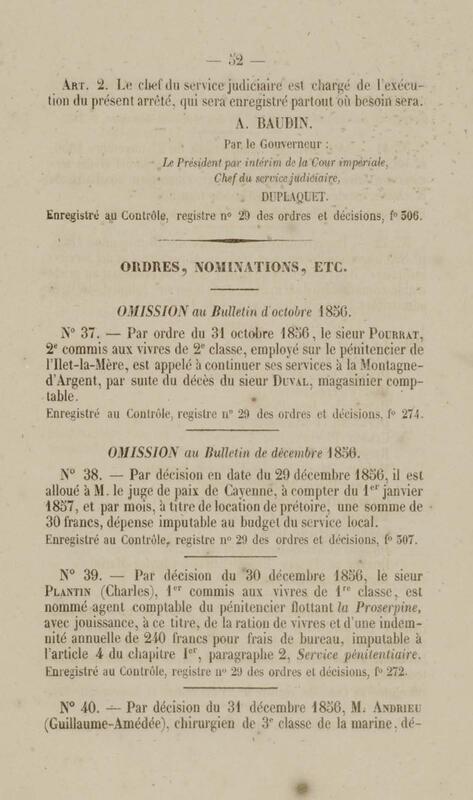 — 52 —
ART. 2. Le chef du service judiciaire est chargé de l'exécu-
tion du présent arrêté, qui sera enregistré partout où besoin sera.
A. BAUDIN.
Par le Gouverneur :
Le Président par intérim de la Cour impériale,
Chef du service judiciaire,
DUPLAQUET.
Enregistré au Contrôle, registre n° 29 des ordres et décisions, f° 306.
ORDRES, NOMINATIONS, ETC.
OMISSION au Bulletin d'octobre 1856.
N° 37. — Par ordre du 31 octobre 1856, le sieur POURRAT,
2e commis aux vivres de 2e classe, employé sur le pénitencier de
l'Ilet-la-Mère, est appelé à continuer ses services à la Montagne-
d'Argent, par suite du décès du sieur DUVAL, magasinier comp-
table.
Enregistré au Contrôle, registre n° 29 des ordres et décisions, f° 274.
OMISSION au Bulletin de décembre 1856.
N° 38. — Par décision en date du 29 décembre 1856, il est
alloué à M. le juge de paix de Cayenne, à compter du 1er janvier
1857, et par mois, à titre de location de prétoire, une somme de
30 francs, dépense imputable au budget du service local.
Enregistré au Contrôle, registre n° 29 des ordres et décisions, f° 307.
N° 39. — Par décision du 30 décembre 1856, le sieur
PLANTIN (Charles), 1er commis aux vivres de 1re classe, est
nommé agent comptable du pénitencier flottant la Proserpine,
avec jouissance, à ce titre, de la ration de vivres et d'une indem-
nité annuelle de 240 francs pour frais de bureau, imputable à
l'article 4 du chapitre 1er, paragraphe 2, Service pénitentiaire.
Enregistré au Contrôle, registre n° 29 des ordres et décisions, f° 272.
N° 40. — Par décision du 31 décembre 1856, M. ANDRIEU
(Guillaume-Amédée), chirurgien de 3e classe de la marine, dé-